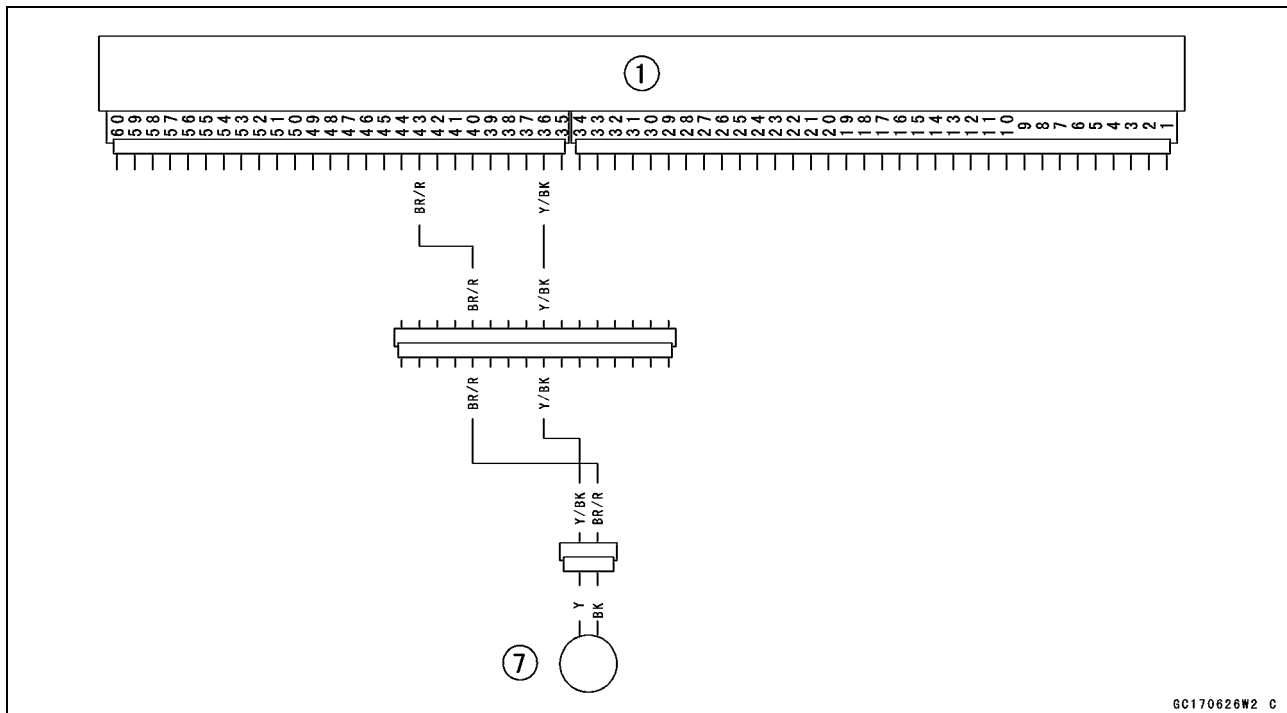 1
60 59 58 57 56 55 54 53 52 51 50 49 48 47 46 45 44 43 42 41 40 39 38 37 36 35 34 33 32 31 30 29 28 27 26 25 24 23 22 21 20 19 18 17 16 15 14 13 12 11 10 9 8 7 6 5 4 3 2 1
BR/R Y/BK
BR/R Y/BK
BR/R Y/BK
Y/BK BR/R
Y BK
7
GC170626W2 C